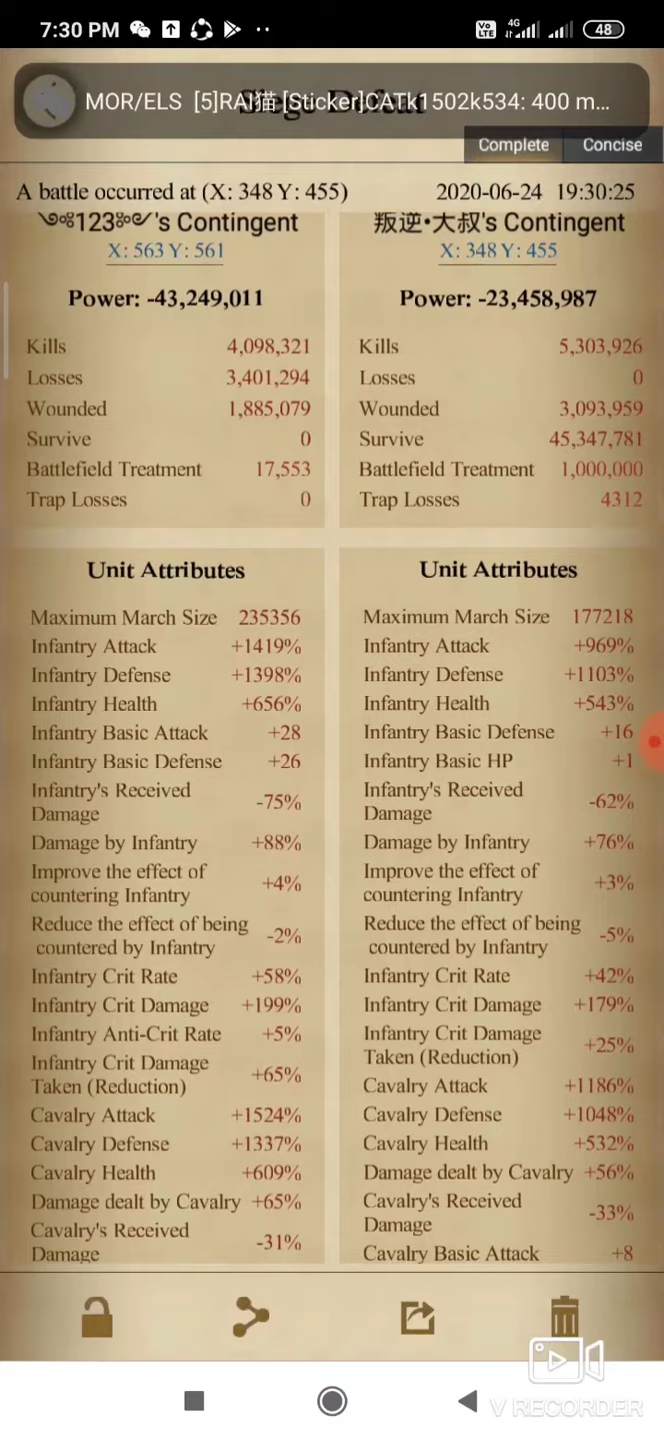 7:30 PM
VO LTE 4G 48
MOR/ELS [5]RAI猫 [Sticker]CATk1502k534: 400 m...
Siege Defeat
Complete Concise
A battle occurred at (X: 348 Y: 455) 2020-06-24 19:30:25
123 's Contingent
X: 563 Y: 561
Power: -43,249,011
Kills 4,098,321
Losses 3,401,294
Wounded 1,885,079
Survive 0
Battlefield Treatment 17,553
Trap Losses 0
叛逆•大叔's Contingent
X: 348 Y: 455
Power: -23,458,987
Kills 5,303,926
Losses 0
Wounded 3,093,959
Survive 45,347,781
Battlefield Treatment 1,000,000
Trap Losses 4312
Unit Attributes
Maximum March Size 235356
Infantry Attack +1419%
Infantry Defense +1398%
Infantry Health +656%
Infantry Basic Attack +28
Infantry Basic Defense +26
Infantry's Received
Damage -75%
Damage by Infantry +88%
Improve the effect of
countering Infantry +4%
Reduce the effect of being
countered by Infantry -2%
Infantry Crit Rate +58%
Infantry Crit Damage +199%
Infantry Anti-Crit Rate +5%
Infantry Crit Damage
Taken (Reduction) +65%
Cavalry Attack +1524%
Cavalry Defense +1337%
Cavalry Health +609%
Damage dealt by Cavalry +65%
Cavalry's Received
Damage -31%
Unit Attributes
Maximum March Size 177218
Infantry Attack +969%
Infantry Defense +1103%
Infantry Health +543%
Infantry Basic Defense +16
Infantry Basic HP +1
Infantry's Received
Damage -62%
Damage by Infantry +76%
Improve the effect of
countering Infantry +3%
Reduce the effect of being
countered by Infantry -5%
Infantry Crit Rate +42%
Infantry Crit Damage +179%
Infantry Crit Damage
Taken (Reduction) +25%
Cavalry Attack +1186%
Cavalry Defense +1048%
Cavalry Health +532%
Damage dealt by Cavalry +56%
Cavalry's Received
Damage -33%
Cavalry Basic Attack +8
V RECORDER